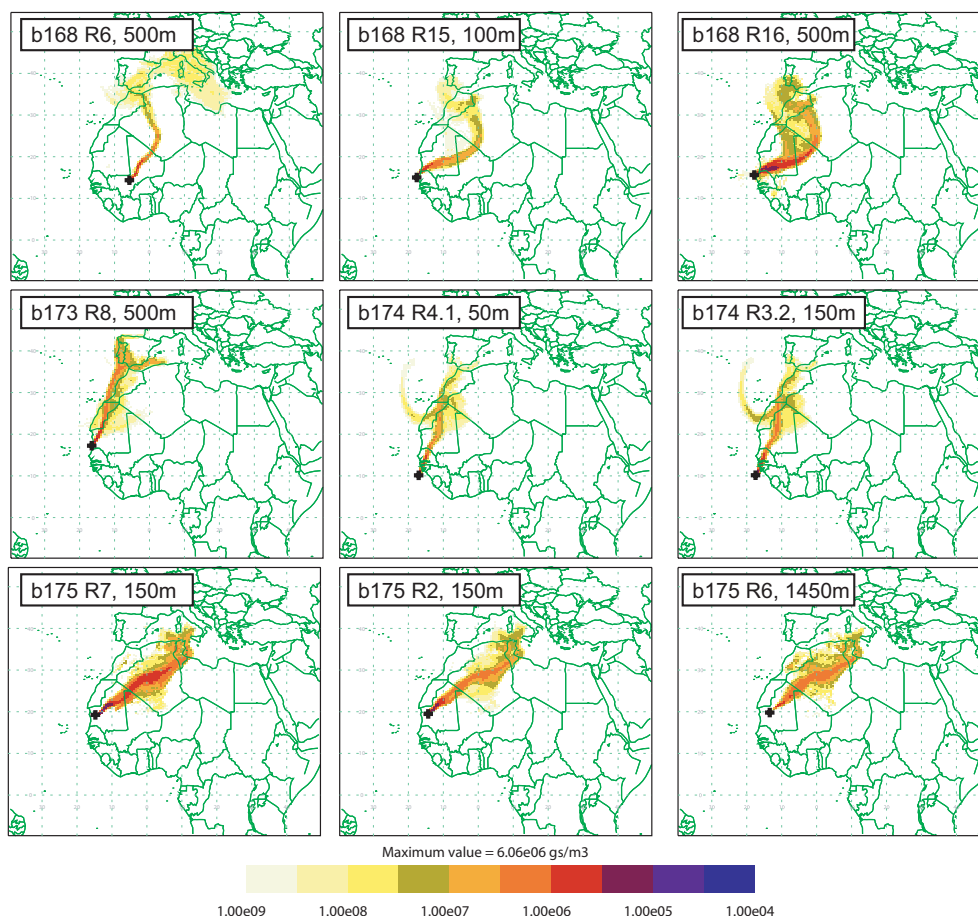 b168 R6, 500m
b168 R15, 100m
b168 R16, 500m
b173 R8, 500m
b174 R4.1, 50m
b174 R3.2, 150m
b175 R7, 150m
b175 R2, 150m
b175 R6, 1450m
Maximum value = 6.06e06 gs/m3
1.00e09 1.00e08 1.00e07 1.00e06 1.00e05 1.00e04